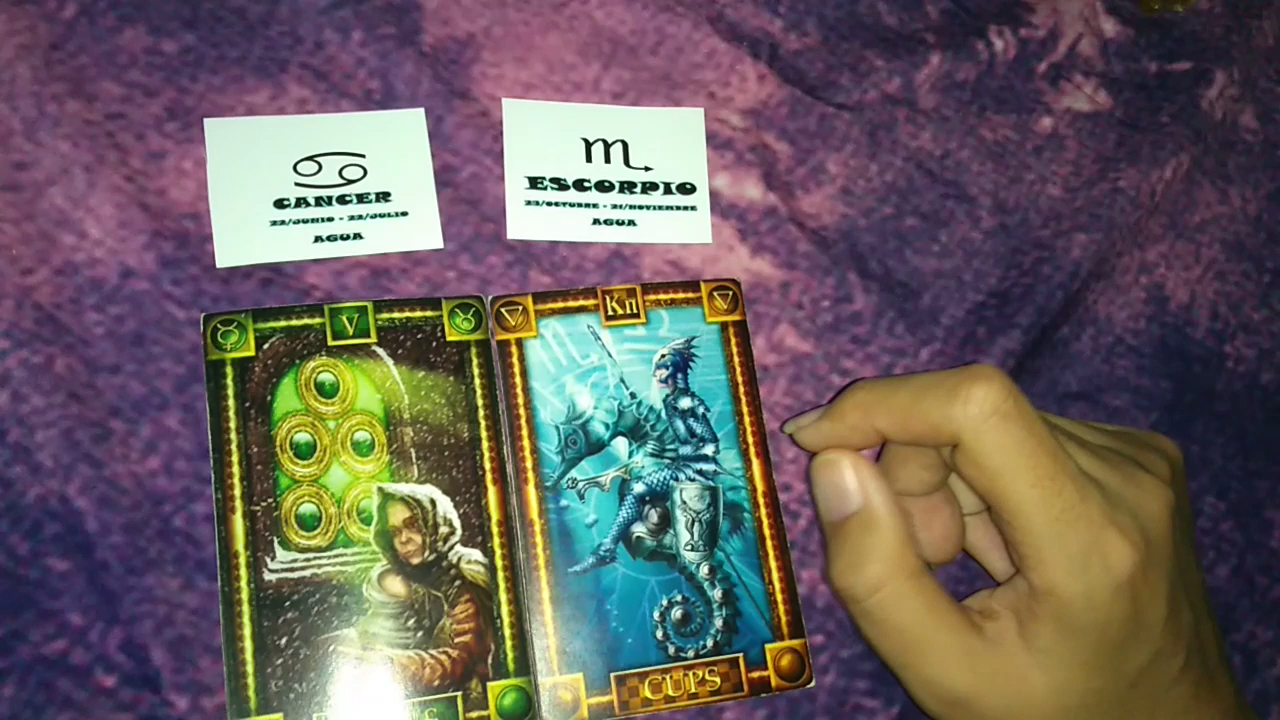 CANCER
22/JUNIO - 22/JULIO
AGUA
ESCORPIO
23/OCTUBRE - 21/NOVIEMBRE
AGUA
V
Kn
CUPS